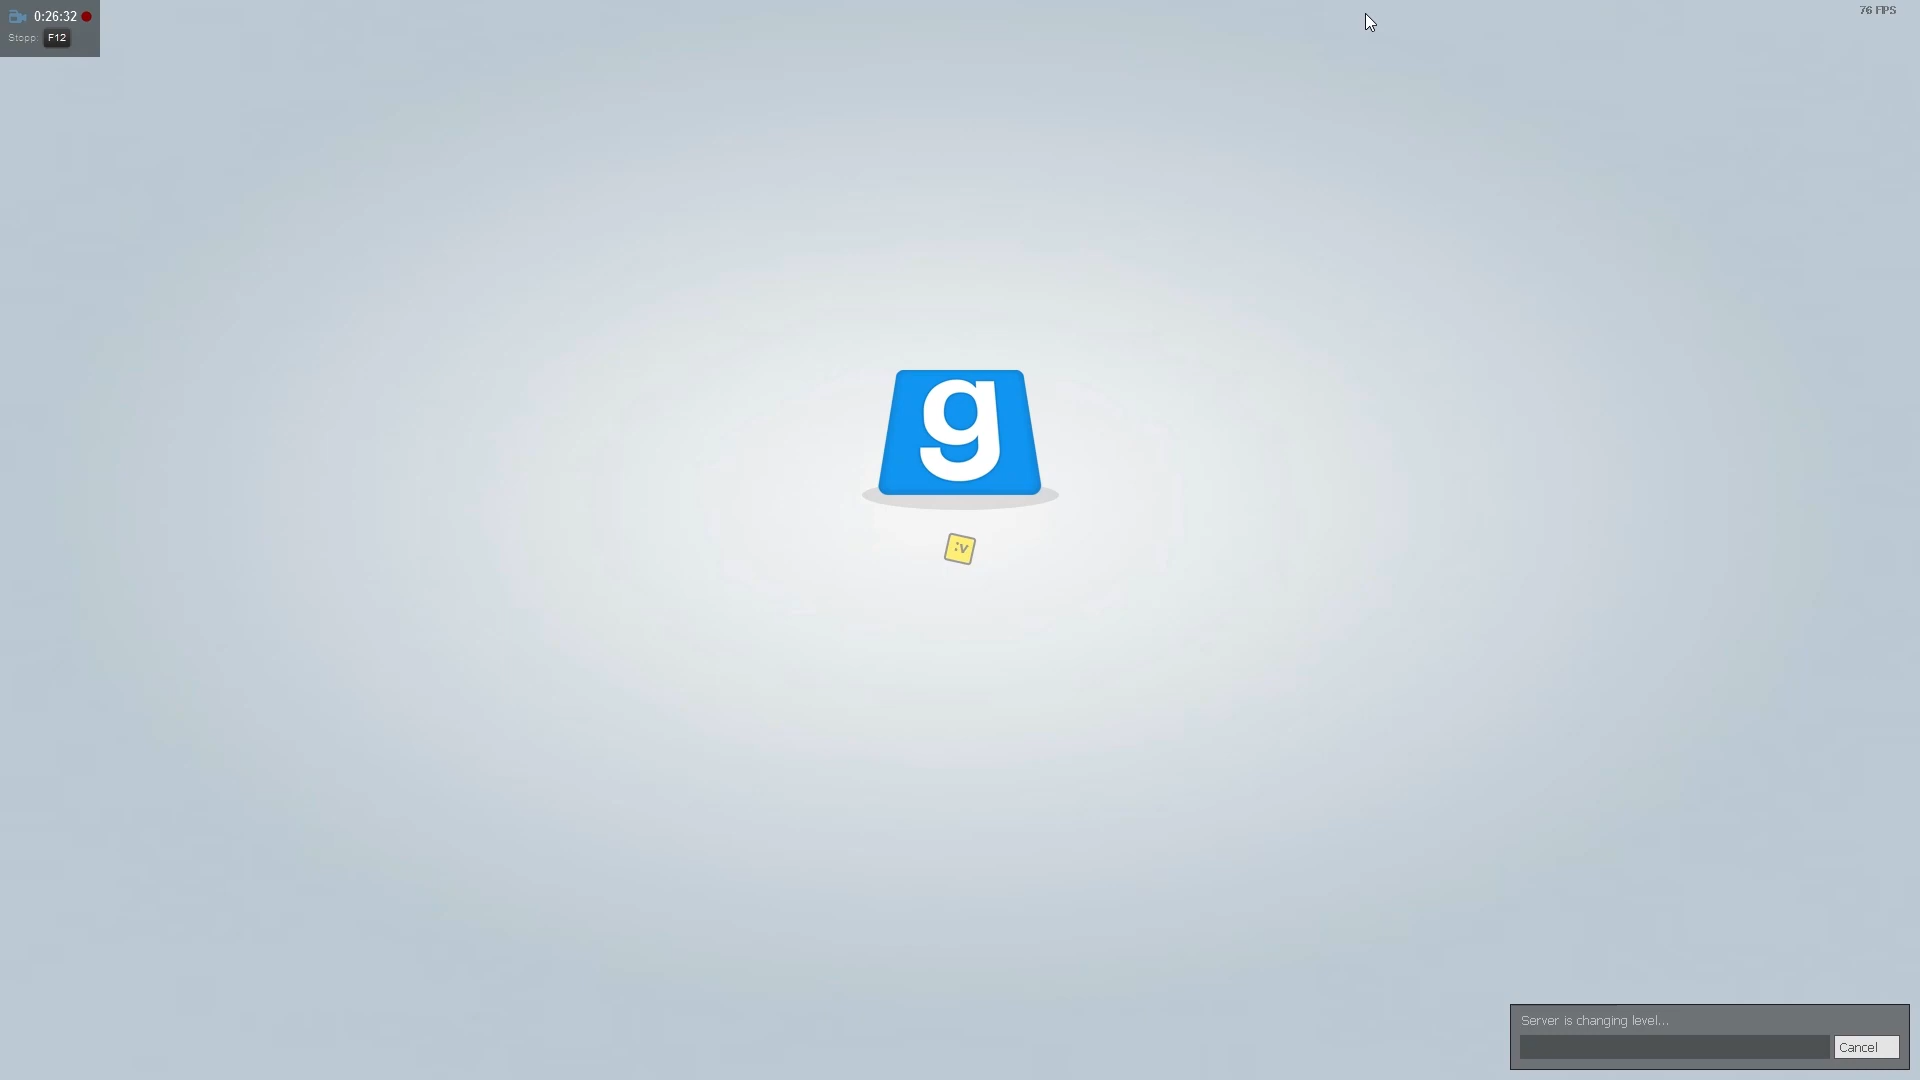 0:26:32
Stopp: F12
76 FPS
g
:v
Server is changing level...
Cancel